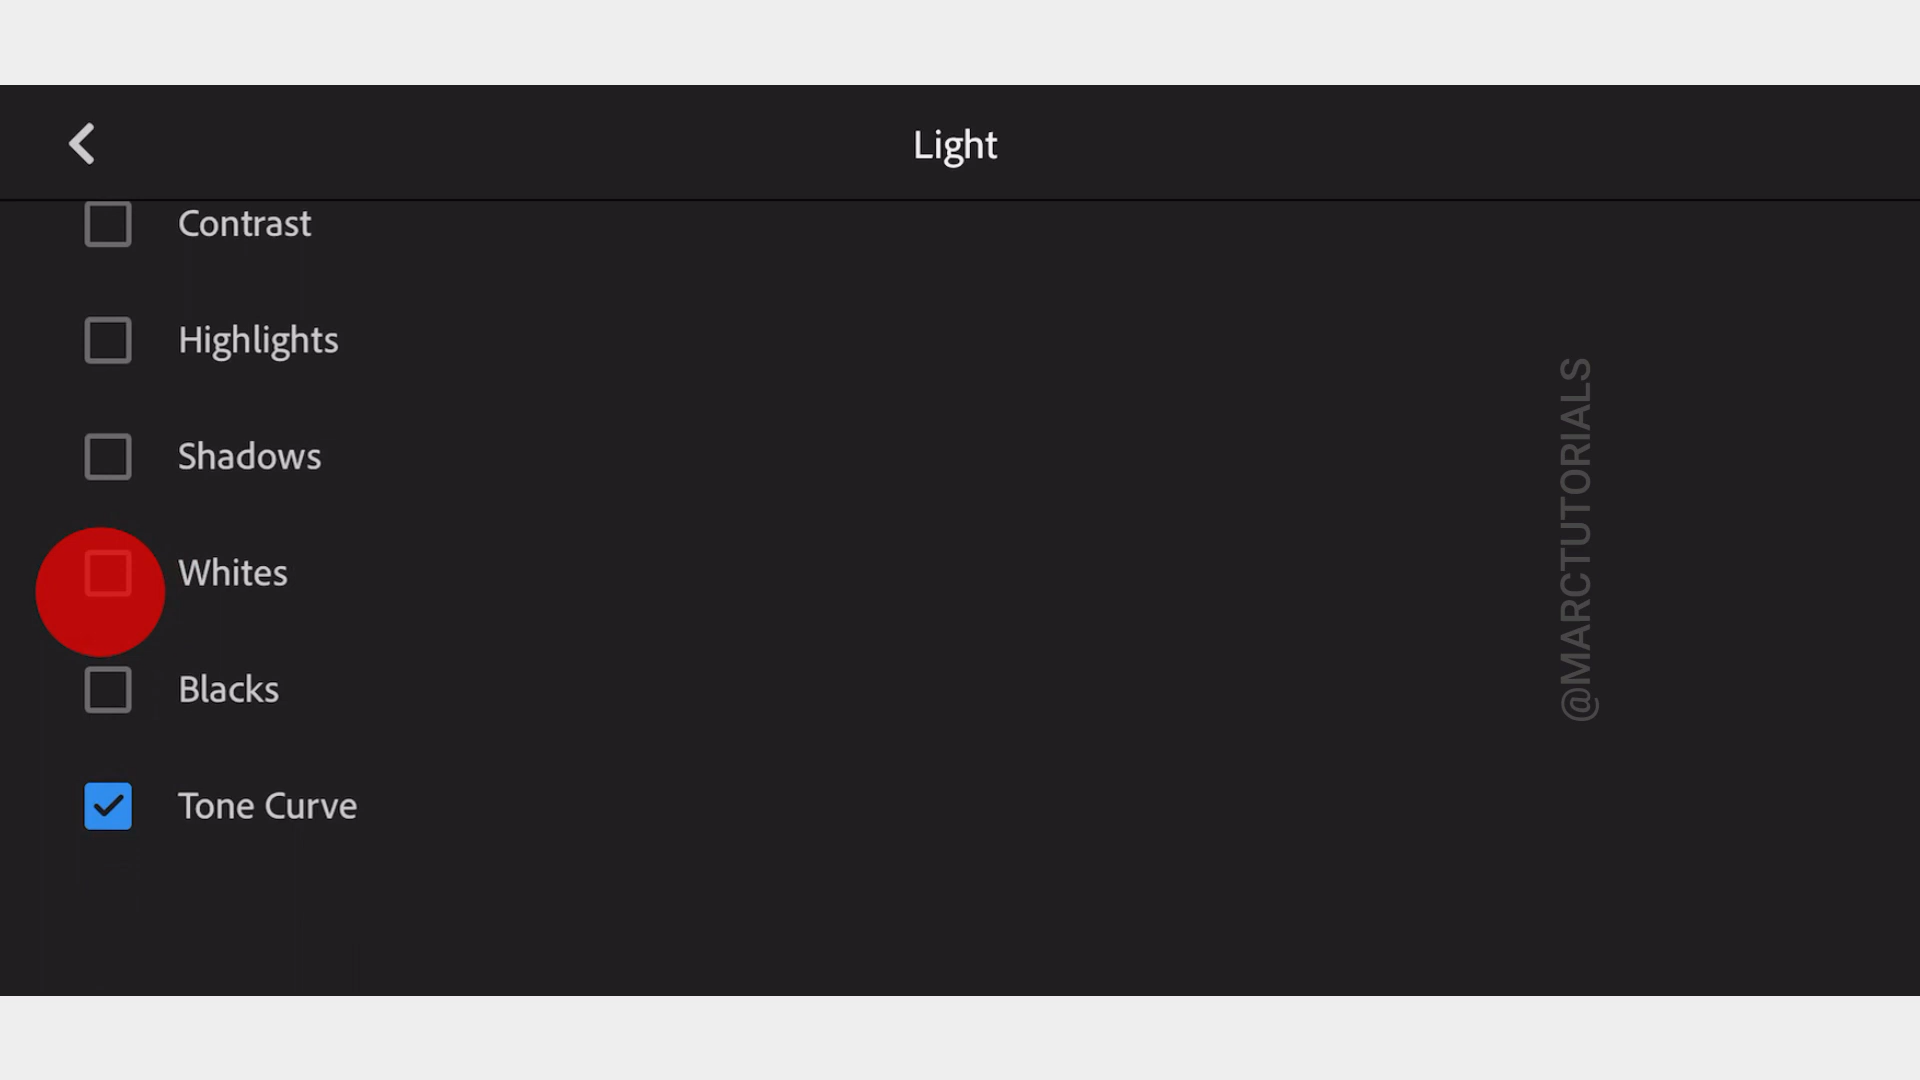 Light
Contrast
Highlights
Shadows
Whites
Blacks
Tone Curve
@MARCTUTORIALS